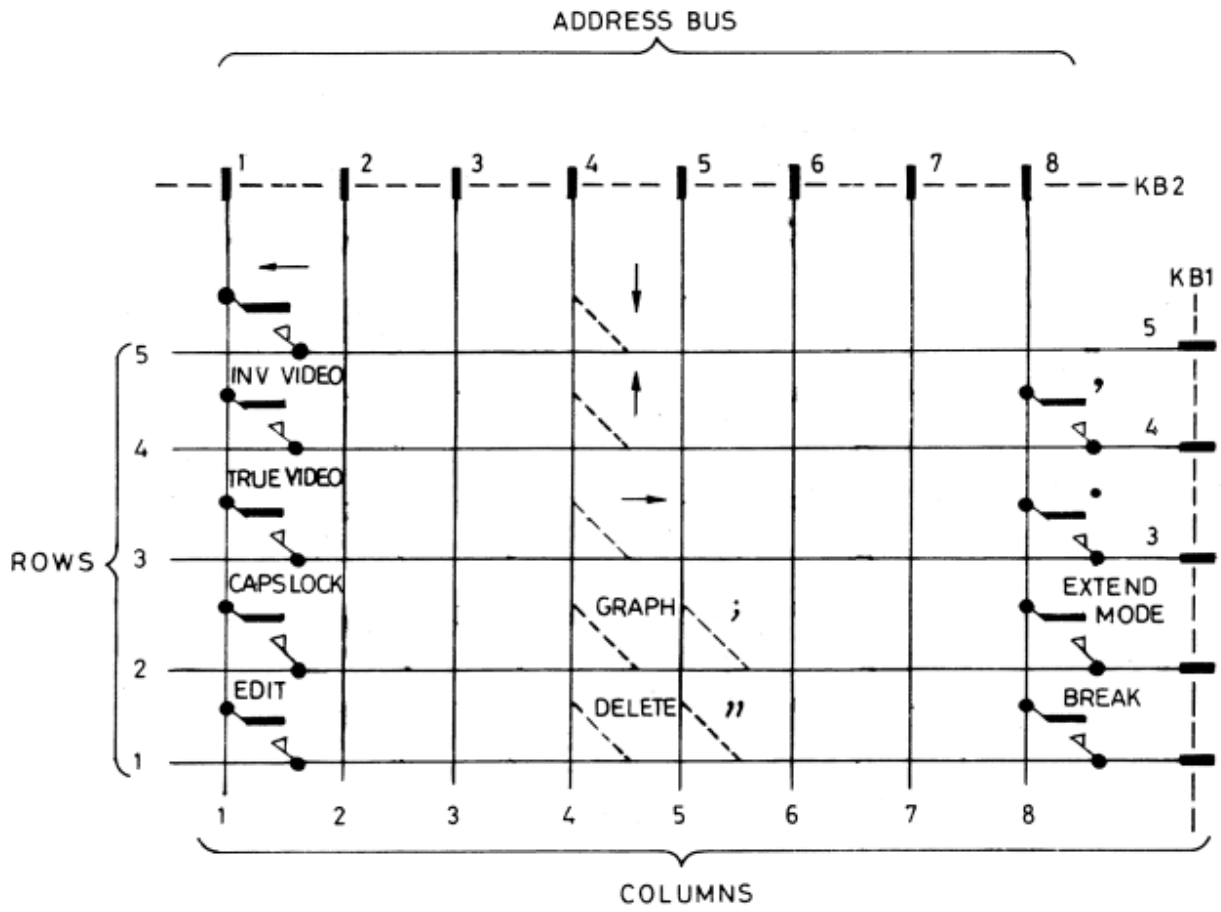 ADDRESS BUS
1 2 3 4 5 6 7 8
KB2
KB1
5 5
INV VIDEO ,
4 4
TRUE VIDEO .
ROWS 3 3
CAPS LOCK GRAPH ; EXTEND
MODE
2
EDIT DELETE " BREAK
1
1 2 3 4 5 6 7 8
COLUMNS